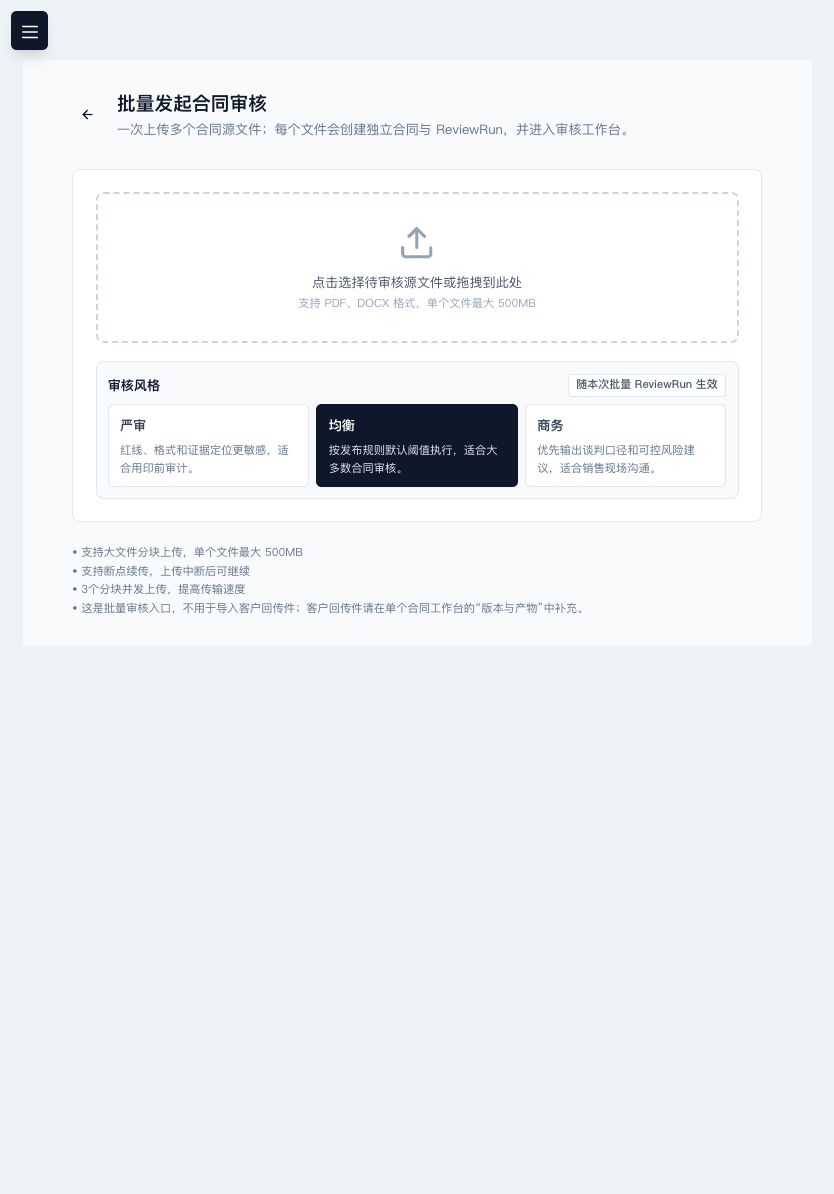 批量发起合同审核
一次上传多个合同源文件；每个文件会创建独立合同与 ReviewRun，并进入审核工作台。
点击选择待审核源文件或拖拽到此处
支持 PDF、DOCX 格式，单个文件最大 500MB
审核风格
随本次批量 ReviewRun 生效
严审
红线、格式和证据定位更敏感，适
合用印前审计。
均衡
按发布规则默认阈值执行，适合大
多数合同审核。
商务
优先输出谈判口径和可控风险建
议，适合销售现场沟通。
• 支持大文件分块上传，单个文件最大 500MB
• 支持断点续传，上传中断后可继续
• 3个分块并发上传，提高传输速度
• 这是批量审核入口，不用于导入客户回传件；客户回传件请在单个合同工作台的“版本与产物”中补充。